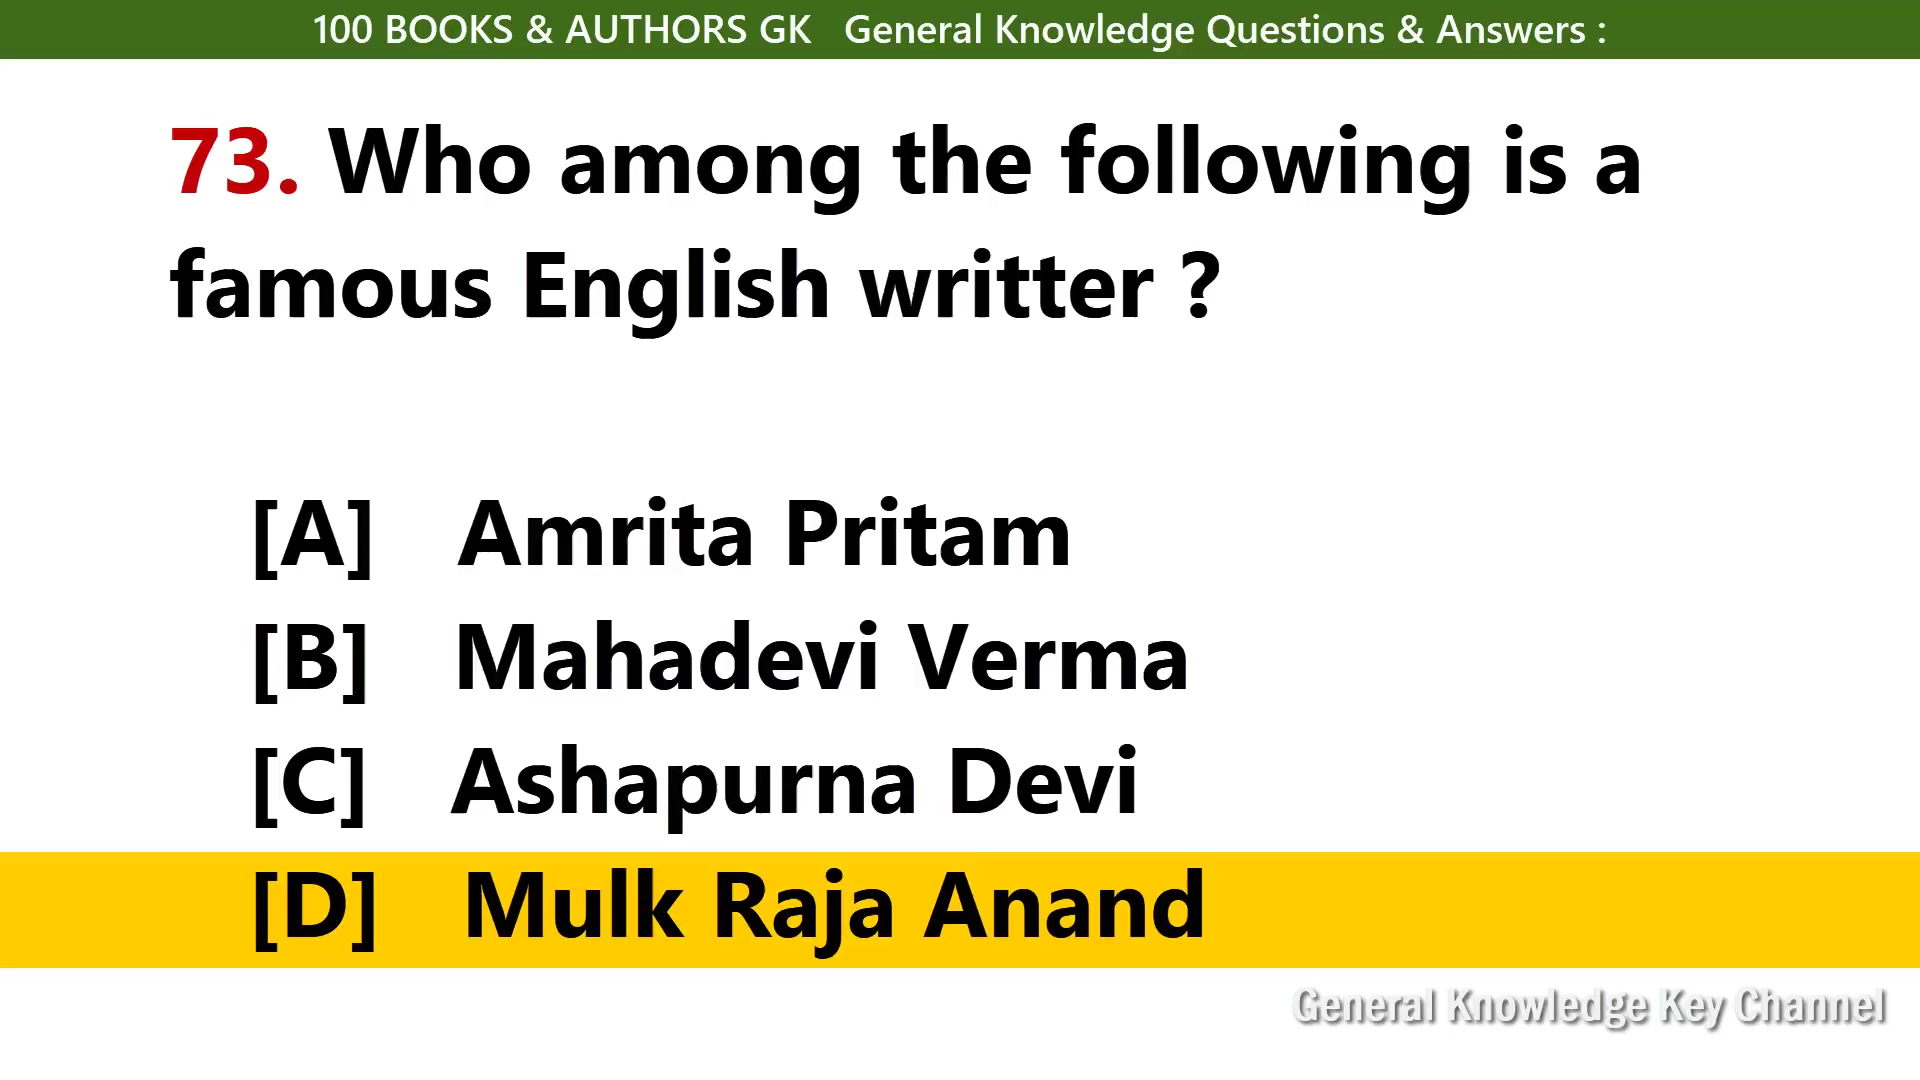 100 BOOKS & AUTHORS GK General Knowledge Questions & Answers :
73. Who among the following is a
famous English writter ?
[A] Amrita Pritam
[B] Mahadevi Verma
[C] Ashapurna Devi
[D] Mulk Raja Anand
General Knowledge Key Channel